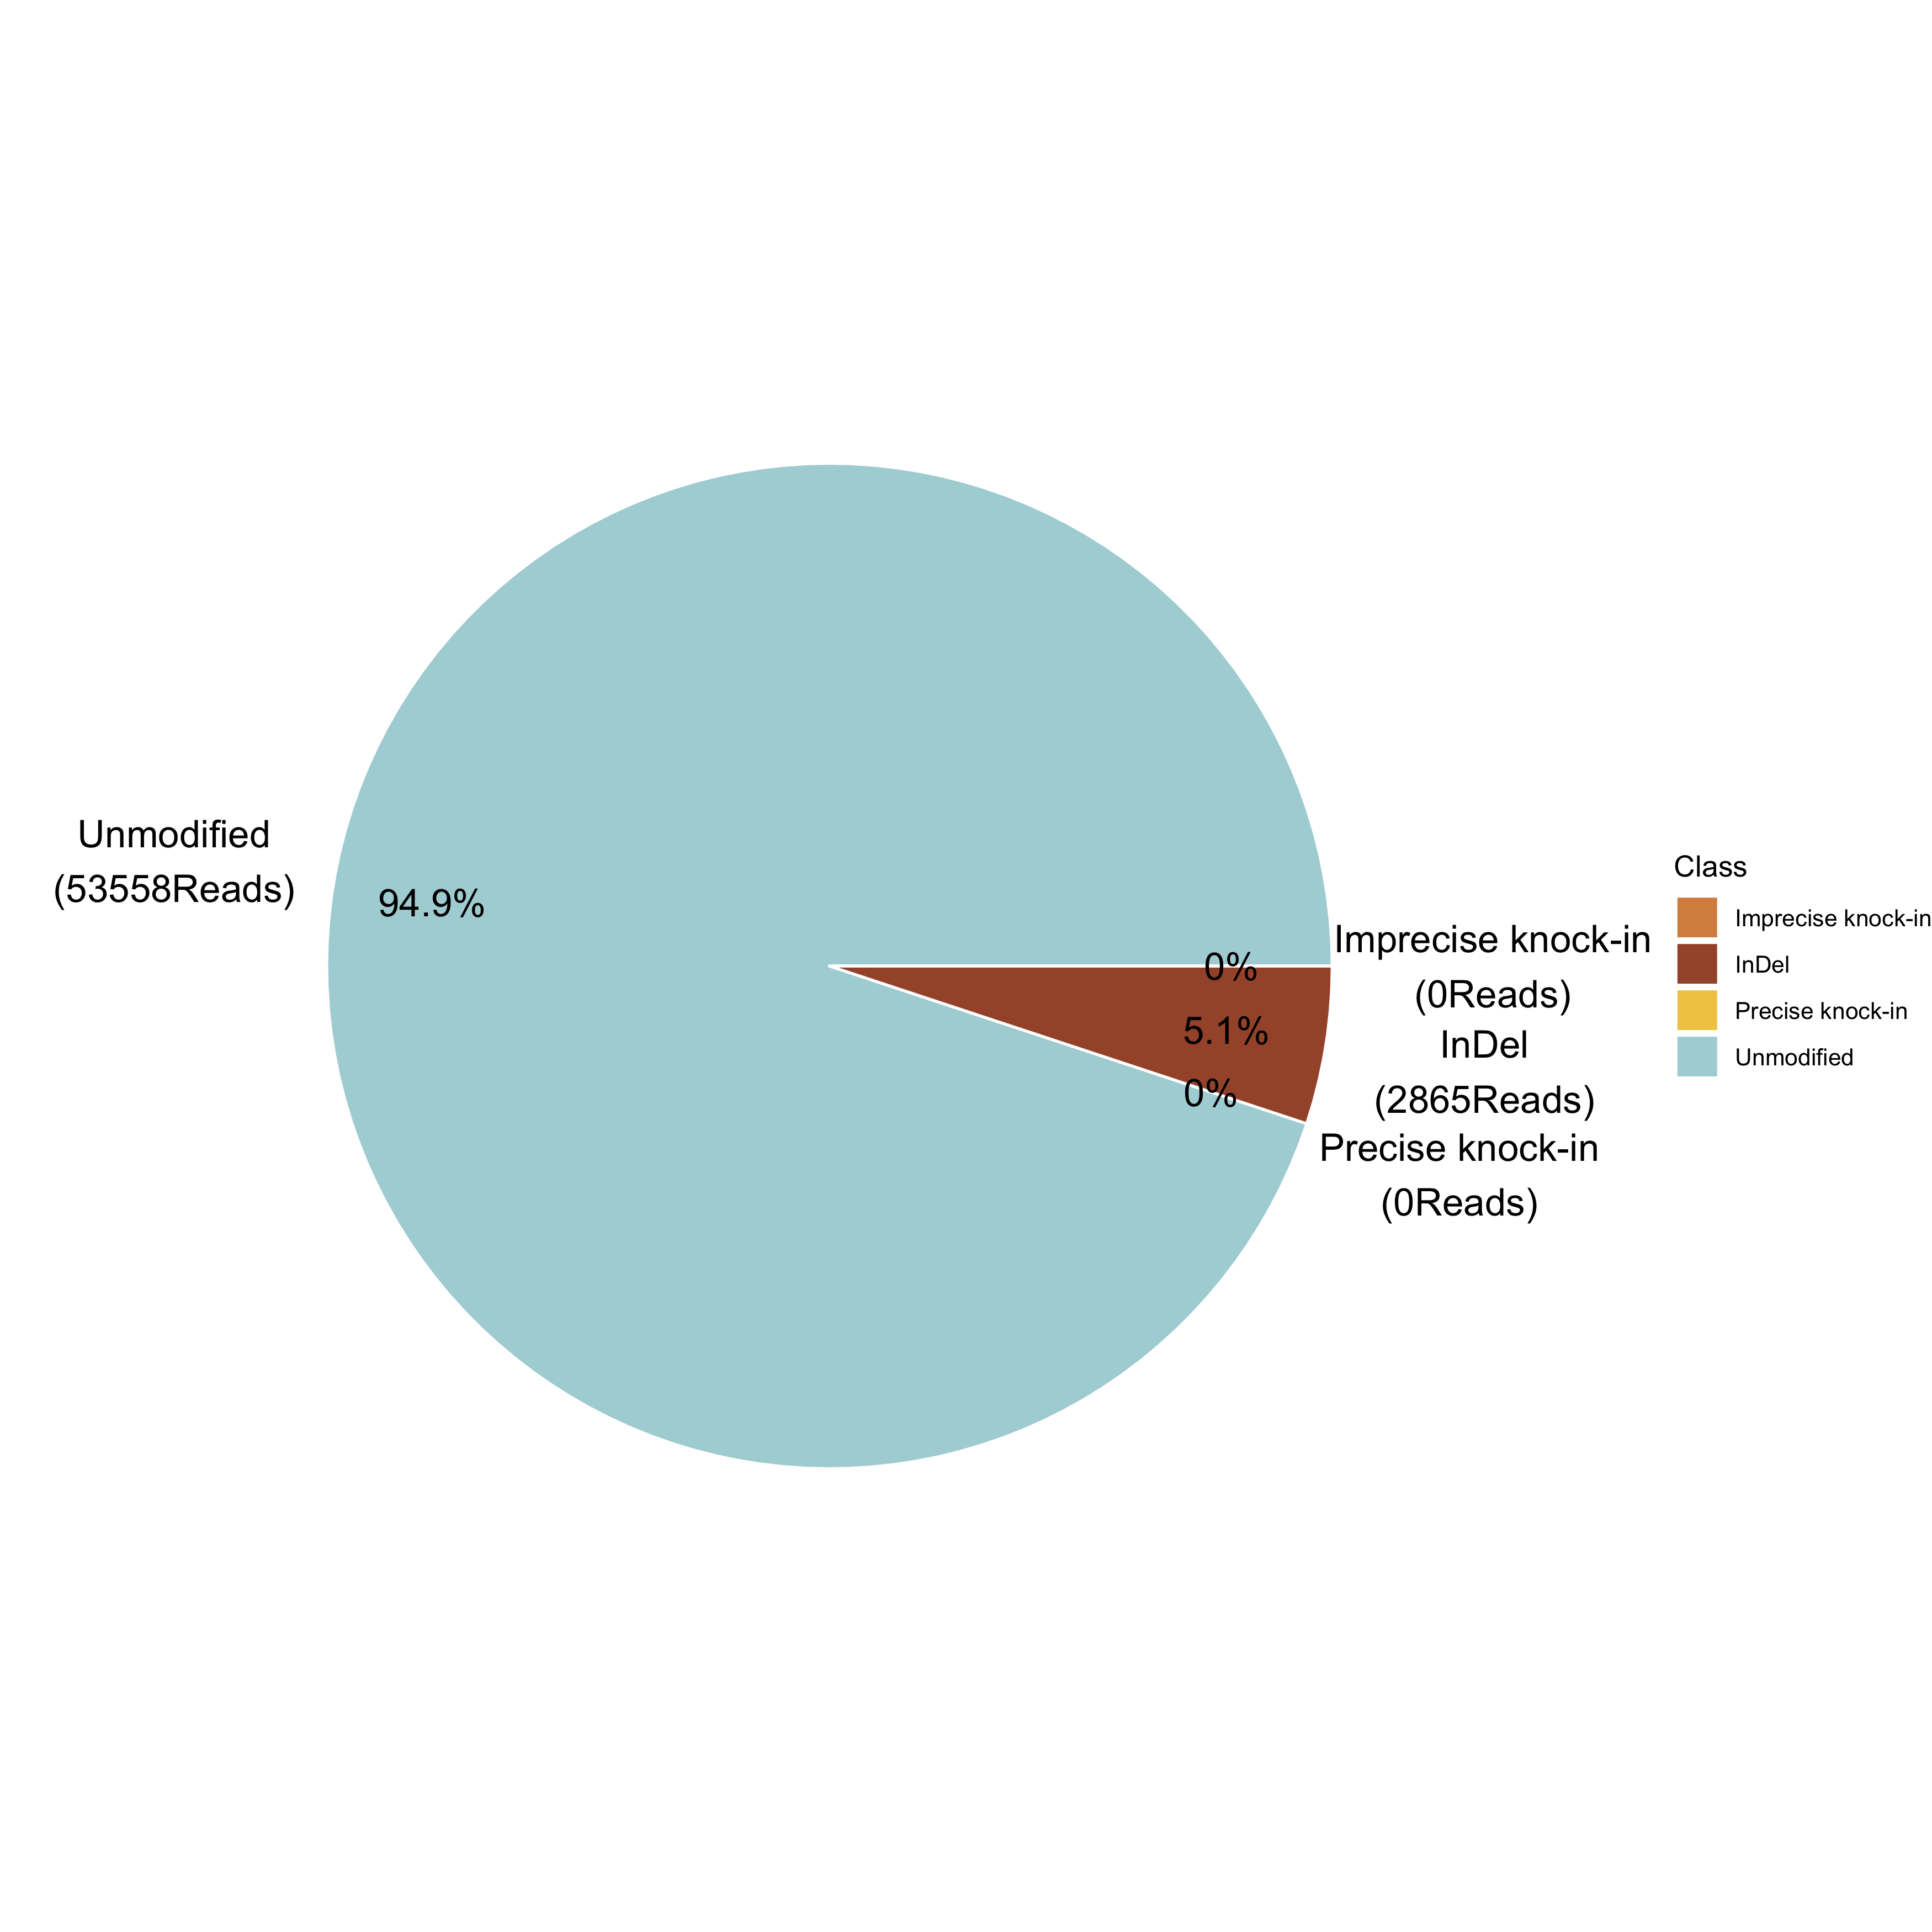 Unmodified
(53558Reads)
94.9%
0%
5.1%
0%
Imprecise knock-in
(0Reads)
InDel
(2865Reads)
Precise knock-in
(0Reads)
Class
Imprecise knock-in
InDel
Precise knock-in
Unmodified